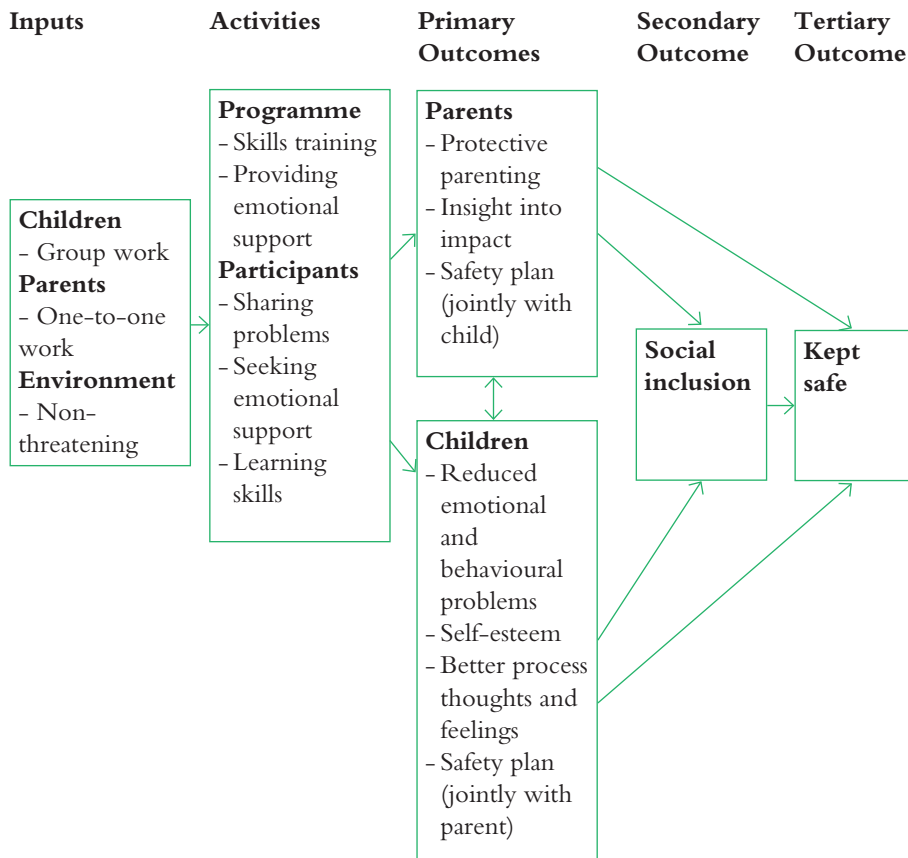 Inputs
Activities
Primary
Outcomes
Secondary
Outcome
Tertiary
Outcome
Children
- Group work
Parents
- One-to-one
work
Environment
- Non-
threatening
Programme
- Skills training
- Providing
emotional
support
Participants
- Sharing
problems
- Seeking
emotional
support
- Learning
skills
Parents
- Protective
parenting
- Insight into
impact
- Safety plan
(jointly with
child)
Children
- Reduced
emotional
and
behavioural
problems
- Self-esteem
- Better process
thoughts and
feelings
- Safety plan
(jointly with
parent)
Social
inclusion
Kept
safe